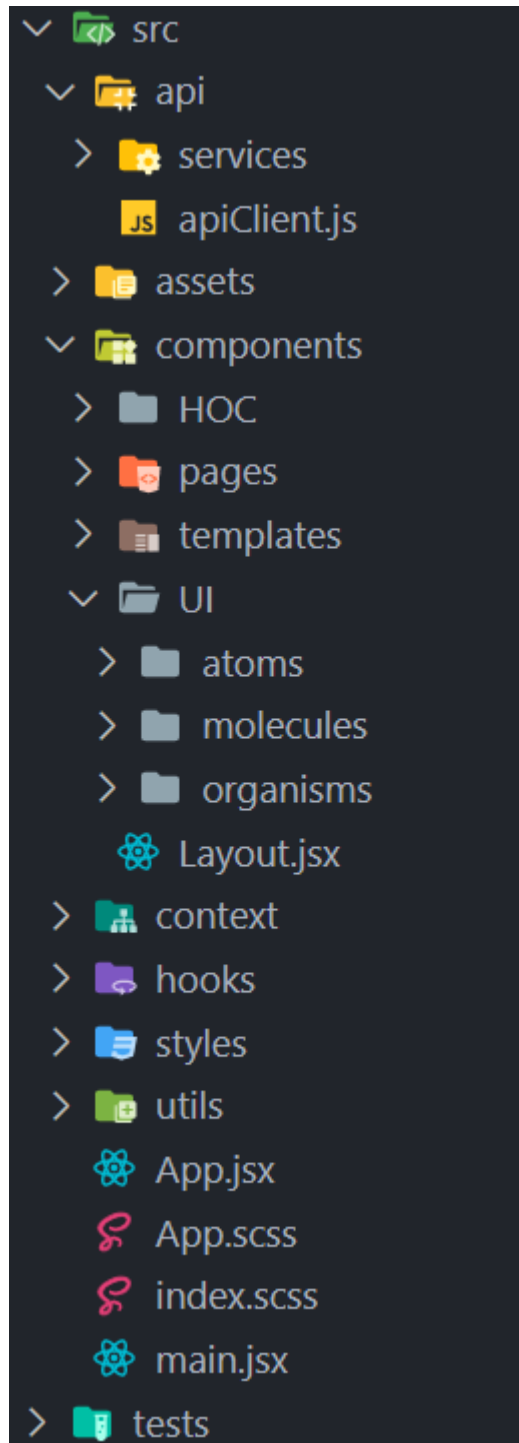 src
api
services
JS apiClient.js
assets
components
HOC
pages
templates
UI
atoms
molecules
organisms
Layout.jsx
context
hooks
styles
utils
App.jsx
App.scss
index.scss
main.jsx
tests